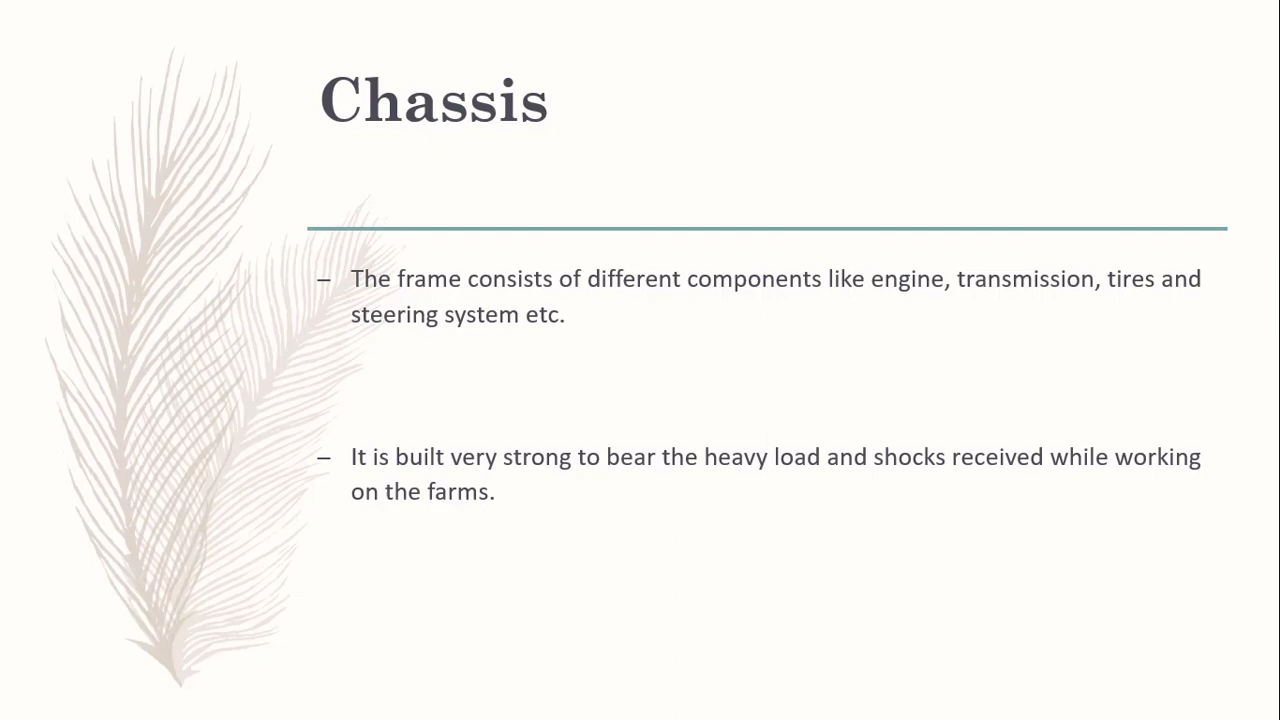 Chassis
– The frame consists of different components like engine, transmission, tires and
steering system etc.
– It is built very strong to bear the heavy load and shocks received while working
on the farms.